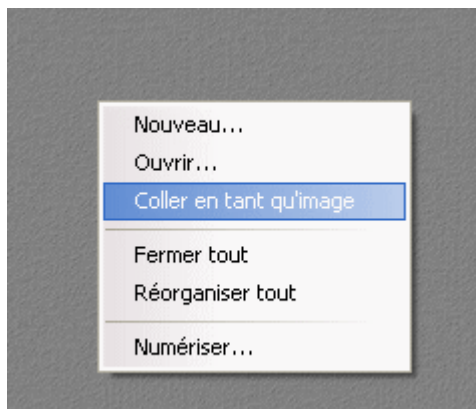 Nouveau...
Ouvrir...
Coller en tant qu'image
Fermer tout
Réorganiser tout
Numériser...